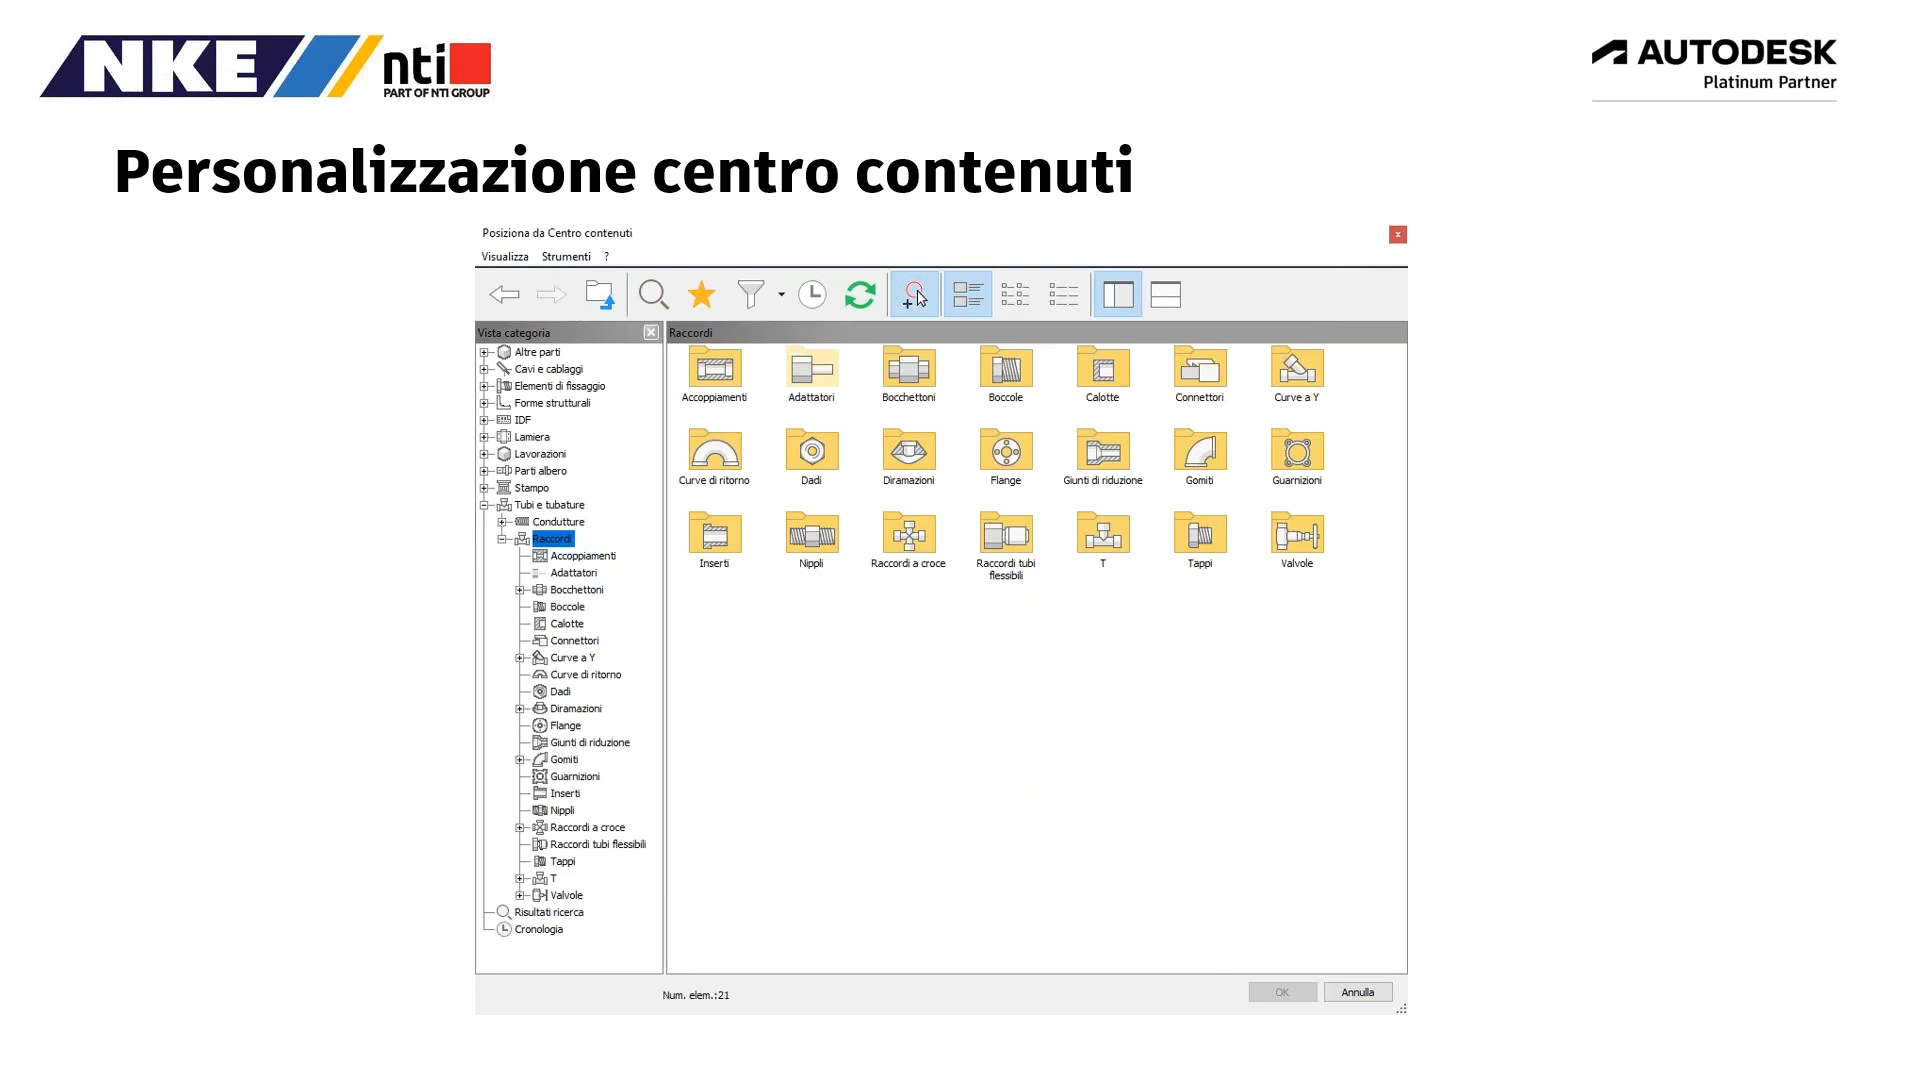 NKE nti
PART OF NTI GROUP
AUTODESK
Platinum Partner
Personalizzazione centro contenuti
Posiziona da Centro contenuti
x
Visualizza Strumenti ?
Vista categoria
Altre parti
Cavi e cablaggi
Elementi di fissaggio
Forme strutturali
IDF
Lamiera
Lavorazioni
Parti albero
Stampo
Tubi e tubature
Condutture
Raccordi
Accoppiamenti
Adattatori
Bocchettoni
Boccole
Calotte
Connettori
Curve a Y
Curve di ritorno
Dadi
Diramazioni
Flange
Giunti di riduzione
Gomiti
Guarnizioni
Inserti
Nippli
Raccordi a croce
Raccordi tubi flessibili
Tappi
T
Valvole
Risultati ricerca
Cronologia
Raccordi
Accoppiamenti Adattatori Bocchettoni Boccole Calotte Connettori Curve a Y
Curve di ritorno Dadi Diramazioni Flange Giunti di riduzione Gomiti Guarnizioni
Inserti Nippli Raccordi a croce Raccordi tubi T Tappi Valvole
flessibili
Num. elem.:21
OK Annulla